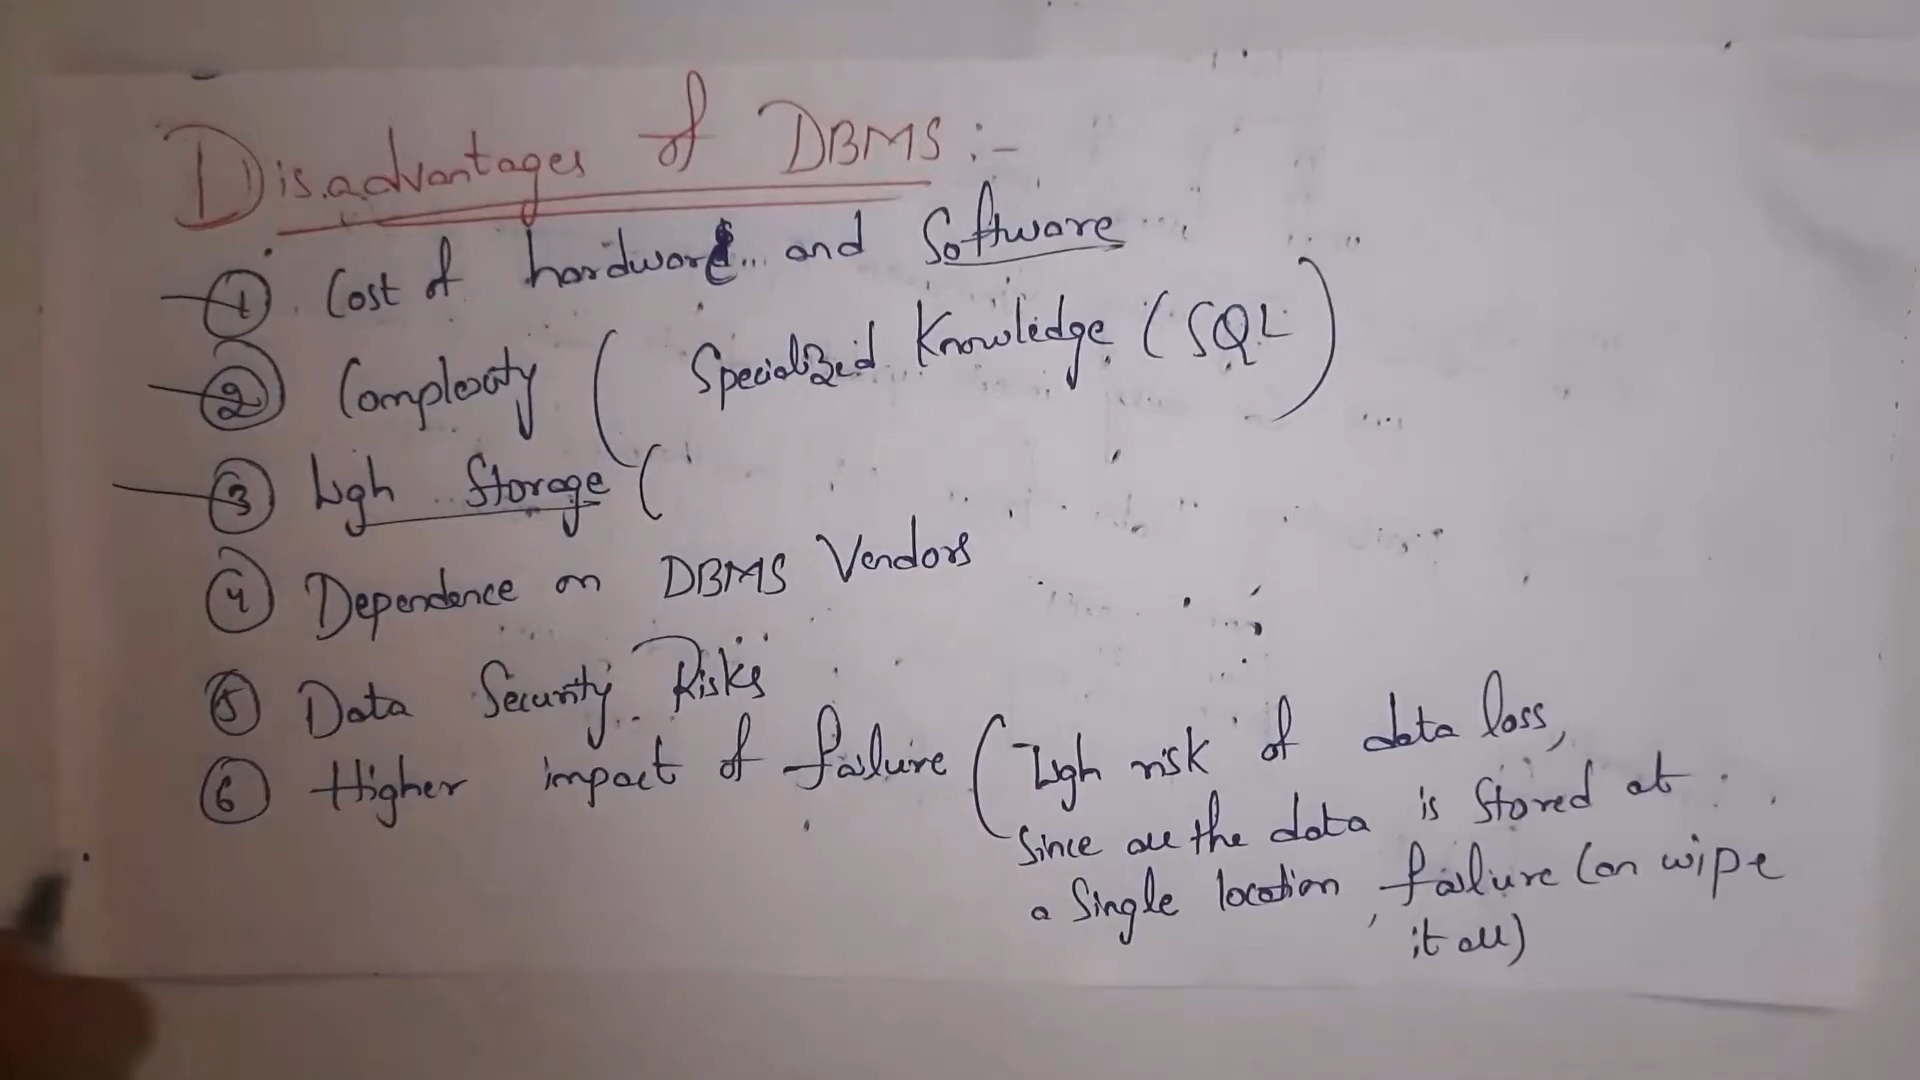 Disadvantages of DBMS :-
① Cost of hardware and Software
② Complexity ( Specialized Knowledge (SQL)
③ High Storage (
④ Dependence on DBMS Vendors
⑤ Data Security Risks
⑥ Higher impact of failure ( High risk of data loss,
Since all the data is Stored at
a Single location, failure Can wipe
it all)